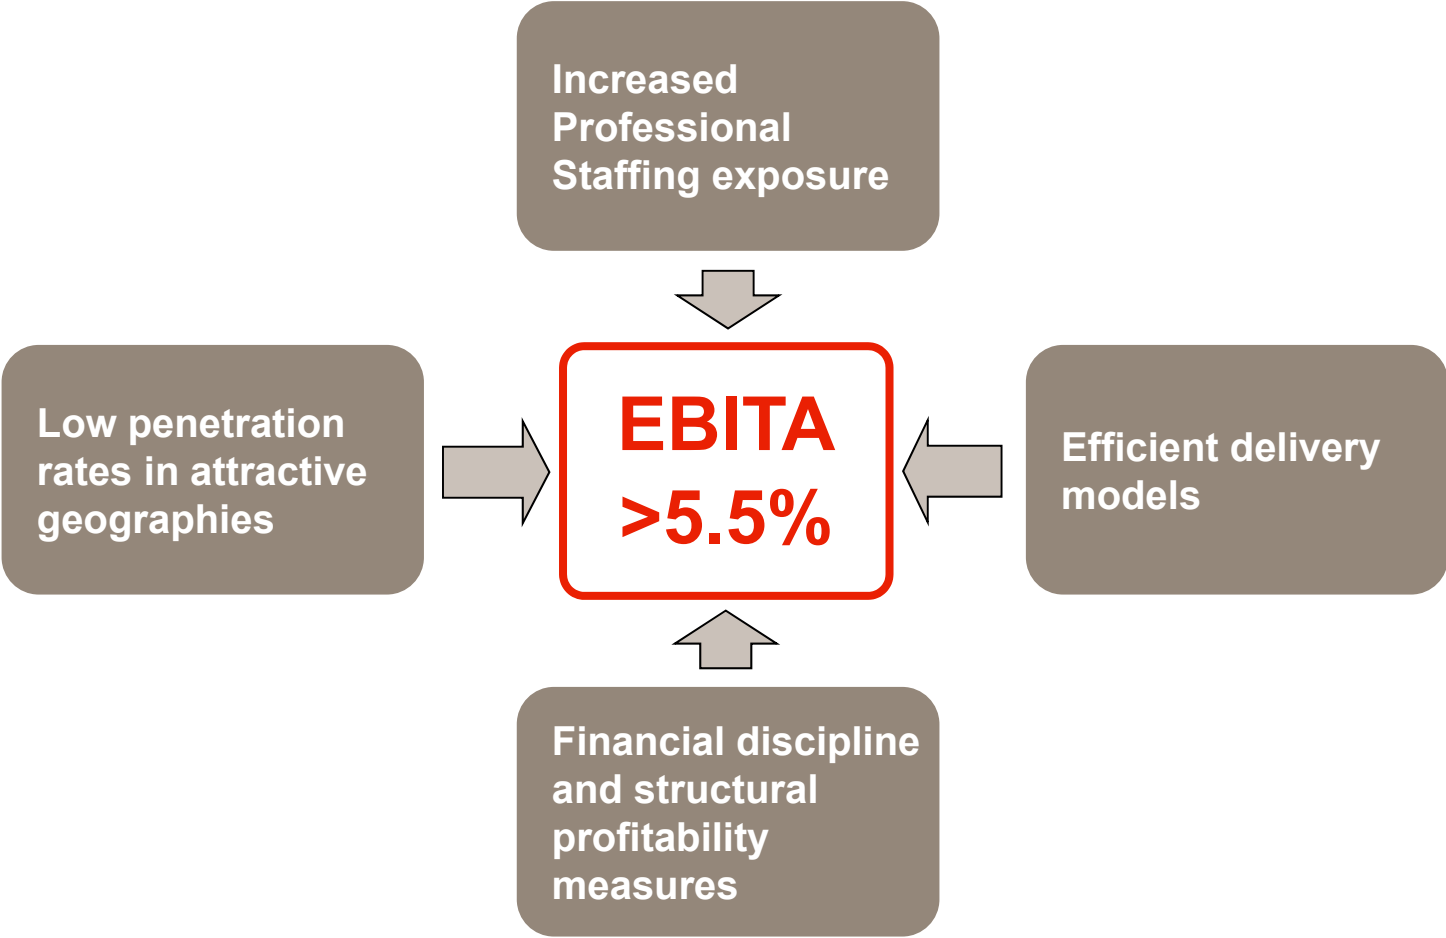 Increased
Professional
Staffing exposure
Low penetration
rates in attractive
geographies
EBITA
>5.5%
Efficient delivery
models
Financial discipline
and structural
profitability
measures